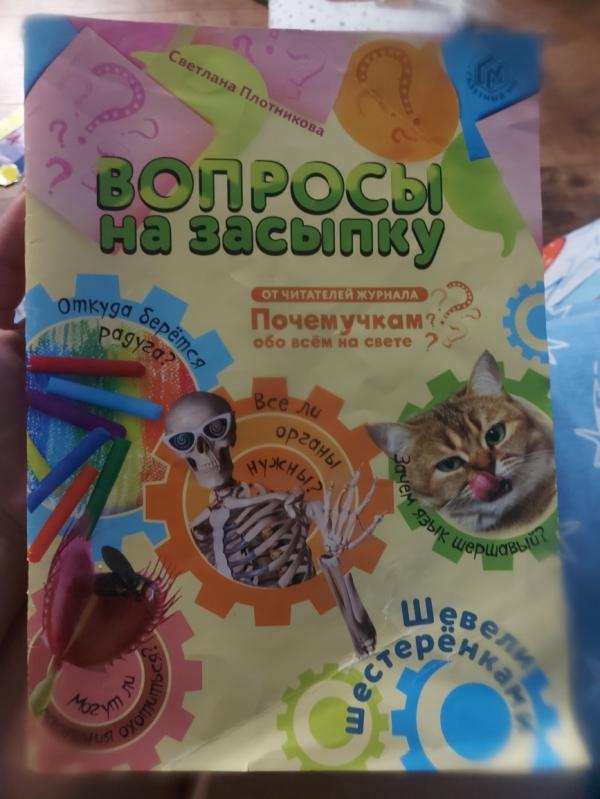 Светлана Плотникова
ВОПРОСЫ
на засыпку
ОТ ЧИТАТЕЛЕЙ ЖУРНАЛА
Почемучкам
обо всём на свете
Откуда берётся
радуга?
Все ли
органы
нужны?
Зачем язык шершавый?
Могут ли
охотиться?
Шевели
шестерёнками